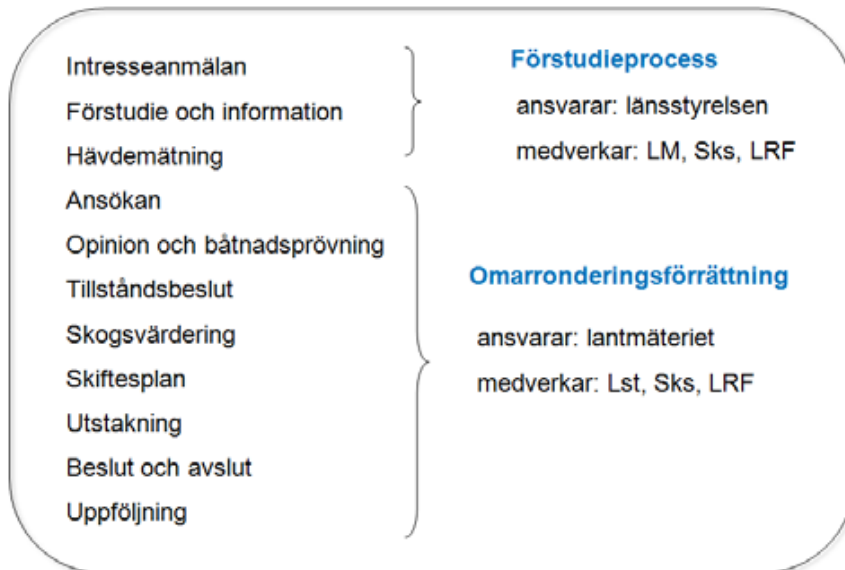 Intresseanmälan
Förstudie och information
Hävdemätning
Ansökan
Opinion och båtnadsprövning
Tillståndsbeslut
Skogsvärdering
Skiftesplan
Utstakning
Beslut och avslut
Uppföljning
Förstudieprocess
ansvarar: länsstyrelsen
medverkar: LM, Sks, LRF
Omarronderingsförrättning
ansvarar: lantmäteriet
medverkar: Lst, Sks, LRF